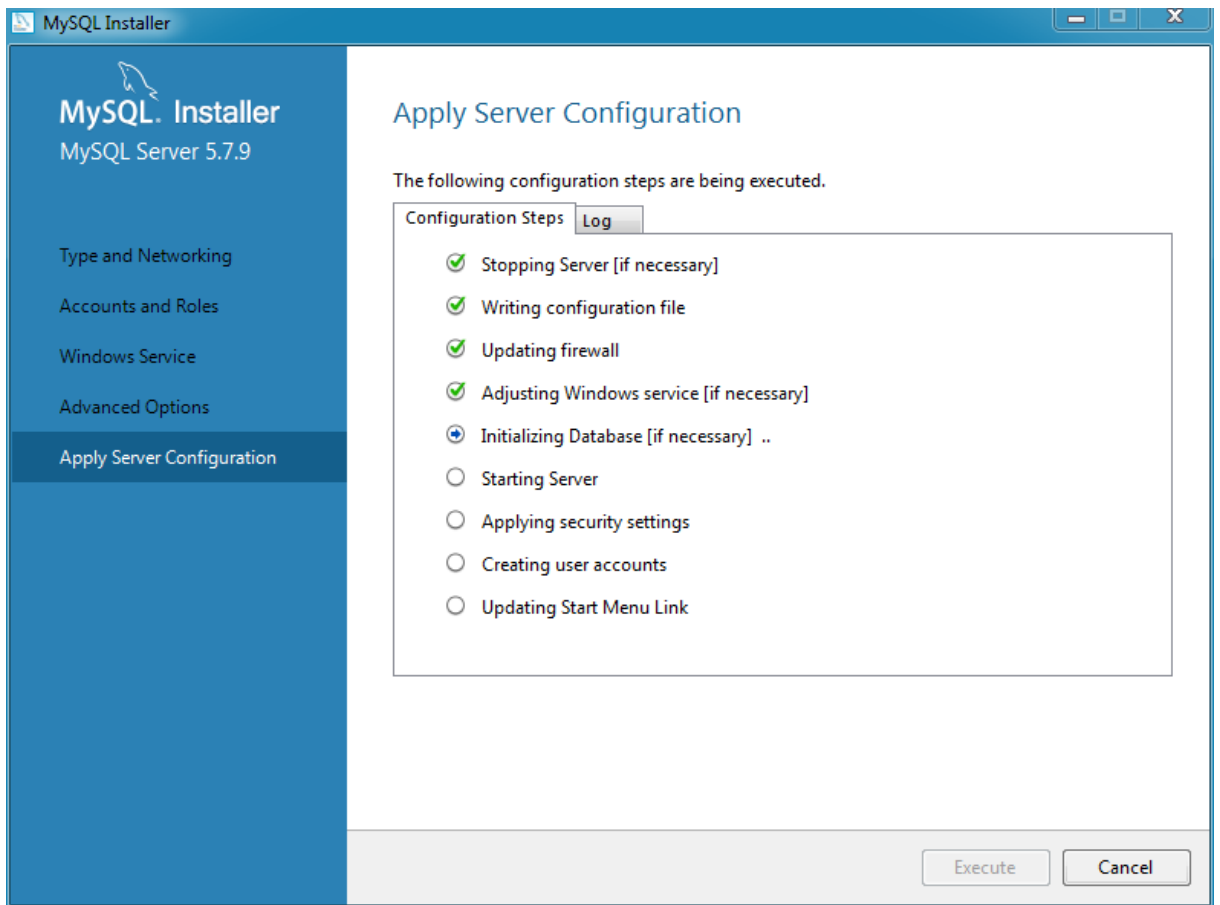 MySQL Installer
MySQL. Installer
MySQL Server 5.7.9
Type and Networking
Accounts and Roles
Windows Service
Advanced Options
Apply Server Configuration
Apply Server Configuration
The following configuration steps are being executed.
Configuration Steps Log
Stopping Server [if necessary]
Writing configuration file
Updating firewall
Adjusting Windows service [if necessary]
Initializing Database [if necessary] ..
Starting Server
Applying security settings
Creating user accounts
Updating Start Menu Link
Execute Cancel